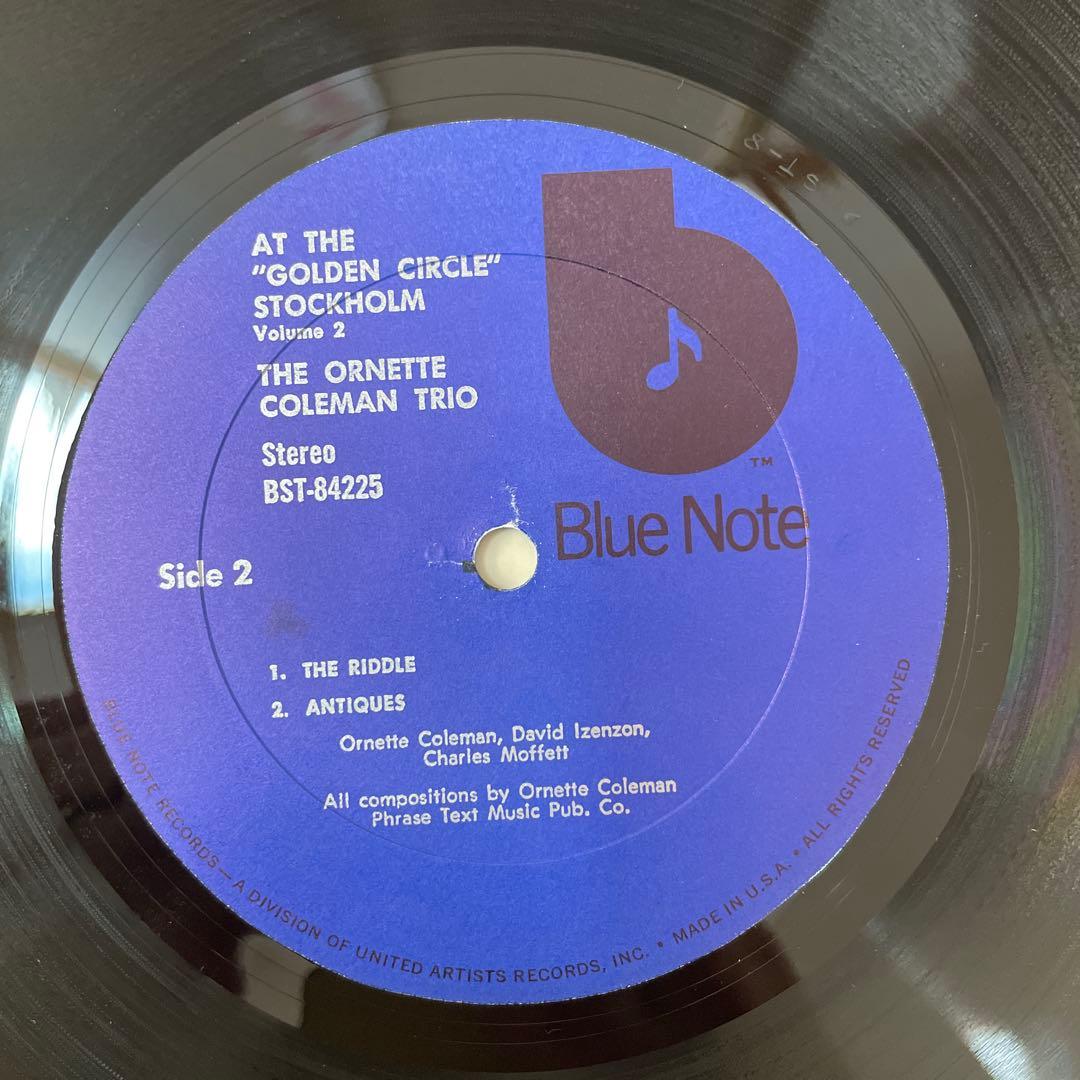 AT THE
"GOLDEN CIRCLE"
STOCKHOLM
Volume 2
THE ORNETTE
COLEMAN TRIO
Stereo
BST-84225
TM
Blue Note
Side 2
1. THE RIDDLE
2. ANTIQUES
Ornette Coleman, David Izenzon,
Charles Moffett
All compositions by Ornette Coleman
Phrase Text Music Pub. Co.
BLUE NOTE RECORDS—A DIVISION OF UNITED ARTISTS RECORDS, INC. • MADE IN U.S.A. • ALL RIGHTS RESERVED